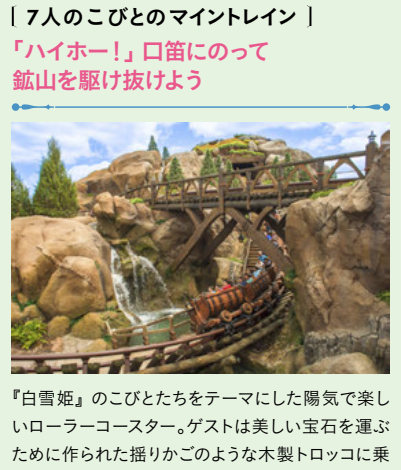 [ 7人のこびとのマイントレイン ]
「ハイホー！」口笛にのって
鉱山を駆け抜けよう
『白雪姫』のこびとたちをテーマにした陽気で楽し
いローラーコースター。ゲストは美しい宝石を運ぶ
ために作られた揺りかごのような木製トロッコに乗